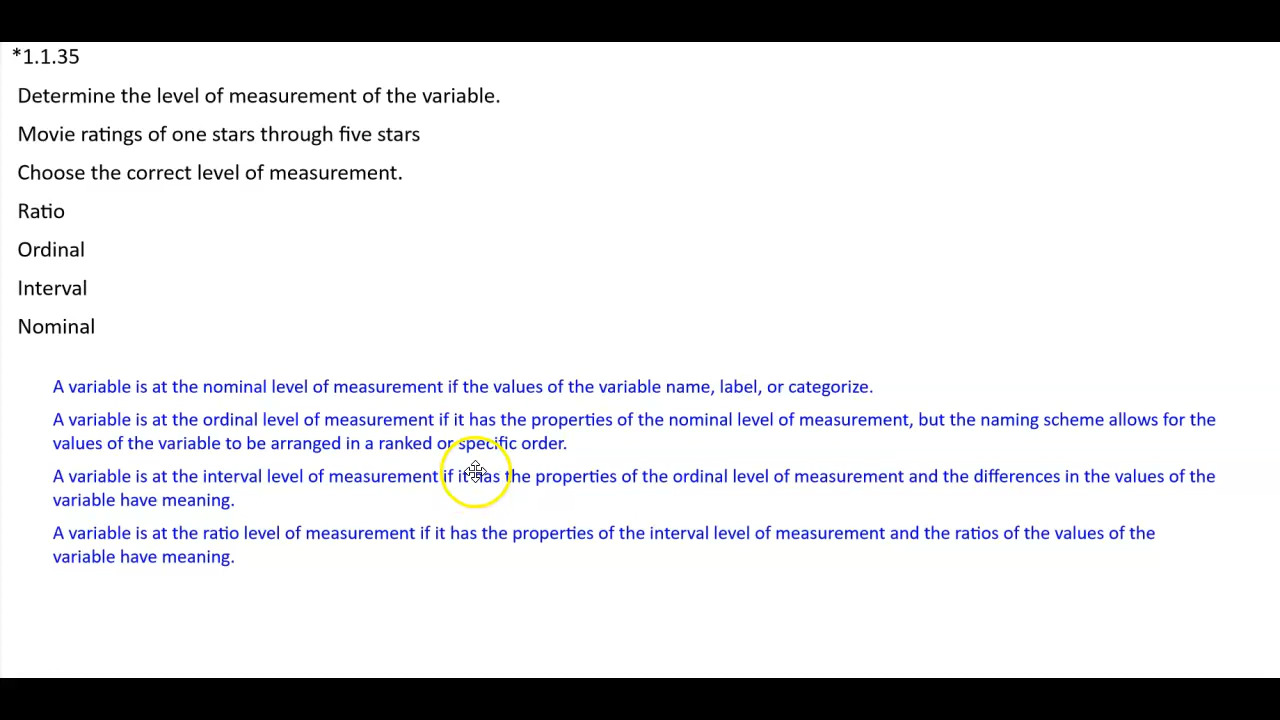 *1.1.35
Determine the level of measurement of the variable.
Movie ratings of one stars through five stars
Choose the correct level of measurement.
Ratio
Ordinal
Interval
Nominal
A variable is at the nominal level of measurement if the values of the variable name, label, or categorize.
A variable is at the ordinal level of measurement if it has the properties of the nominal level of measurement, but the naming scheme allows for the
values of the variable to be arranged in a ranked or specific order.
A variable is at the interval level of measurement if it has the properties of the ordinal level of measurement and the differences in the values of the
variable have meaning.
A variable is at the ratio level of measurement if it has the properties of the interval level of measurement and the ratios of the values of the
variable have meaning.